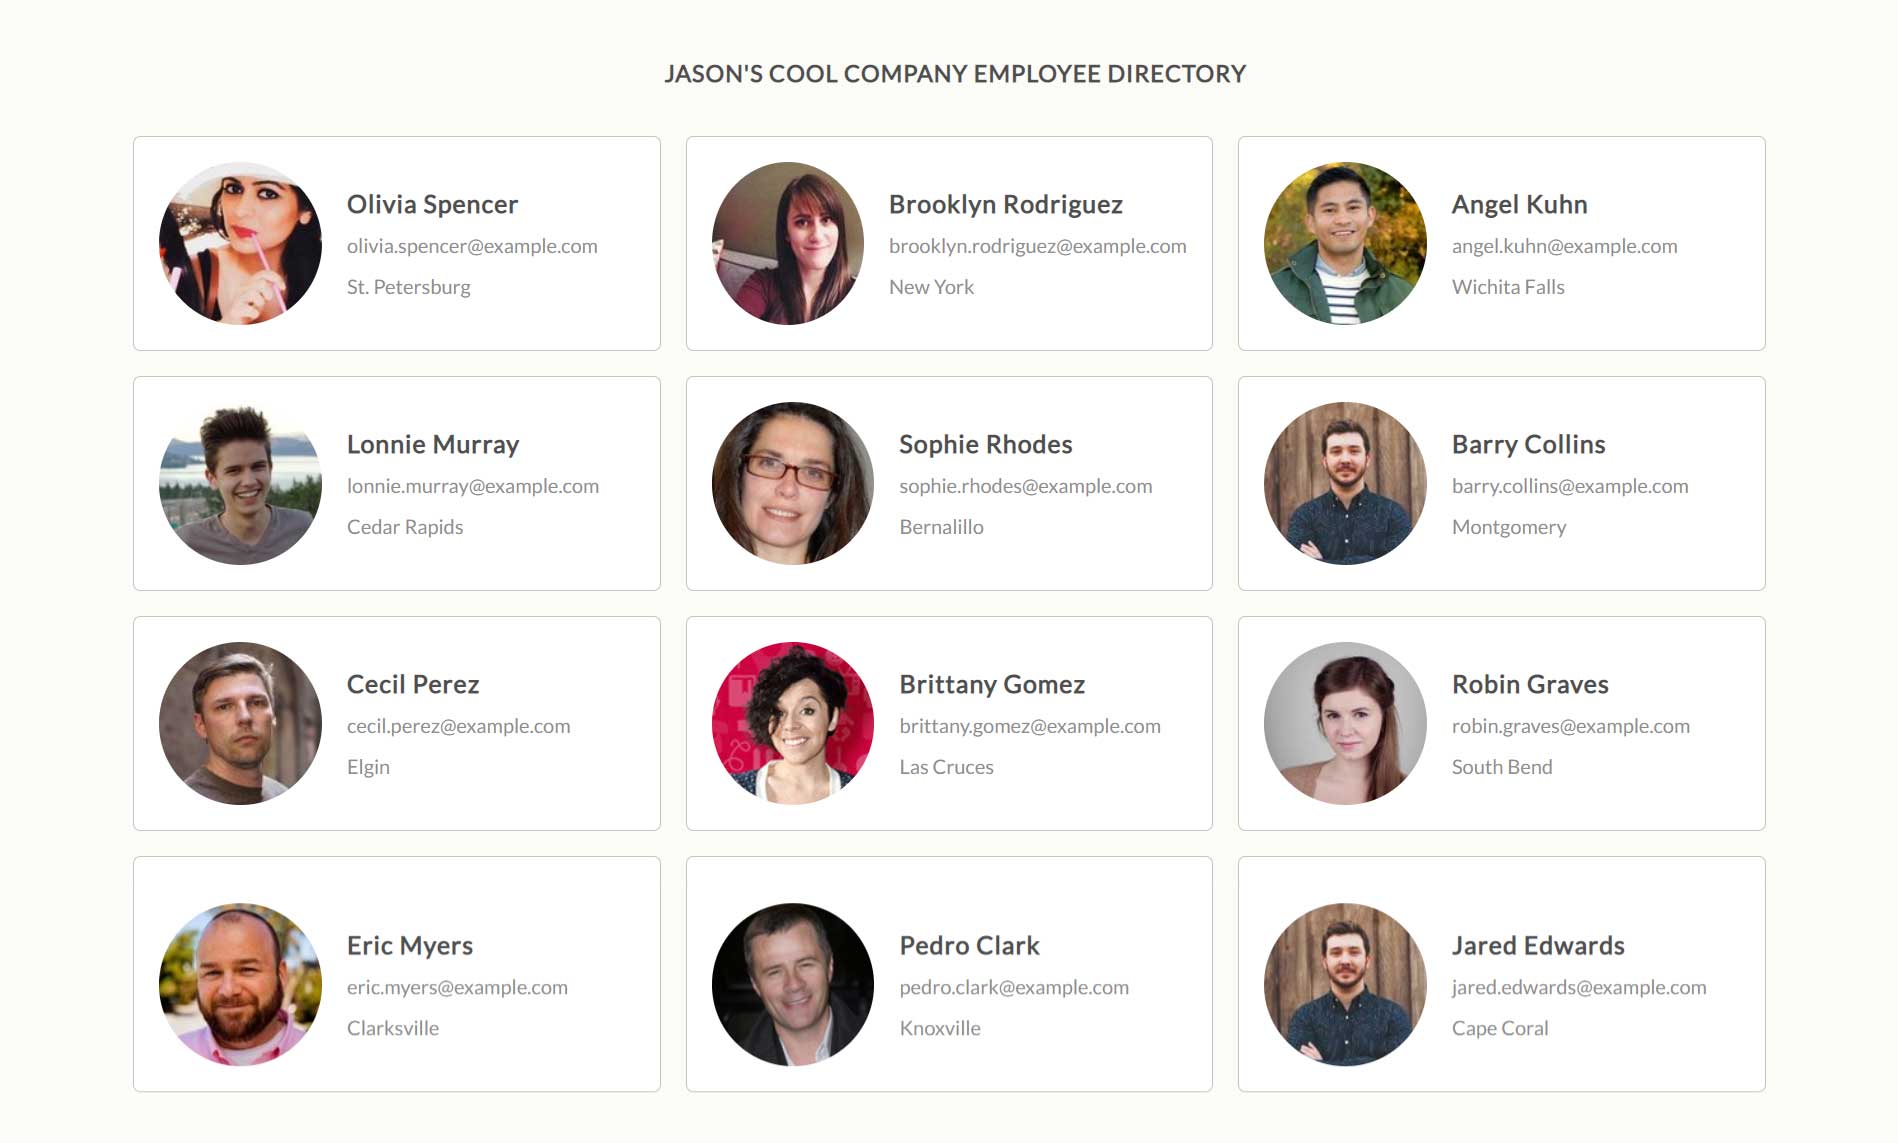 JASON'S COOL COMPANY EMPLOYEE DIRECTORY
Olivia Spencer
olivia.spencer@example.com
St. Petersburg
Brooklyn Rodriguez
brooklyn.rodriguez@example.com
New York
Angel Kuhn
angel.kuhn@example.com
Wichita Falls
Lonnie Murray
lonnie.murray@example.com
Cedar Rapids
Sophie Rhodes
sophie.rhodes@example.com
Bernalillo
Barry Collins
barry.collins@example.com
Montgomery
Cecil Perez
cecil.perez@example.com
Elgin
Brittany Gomez
brittany.gomez@example.com
Las Cruces
Robin Graves
robin.graves@example.com
South Bend
Eric Myers
eric.myers@example.com
Clarksville
Pedro Clark
pedro.clark@example.com
Knoxville
Jared Edwards
jared.edwards@example.com
Cape Coral